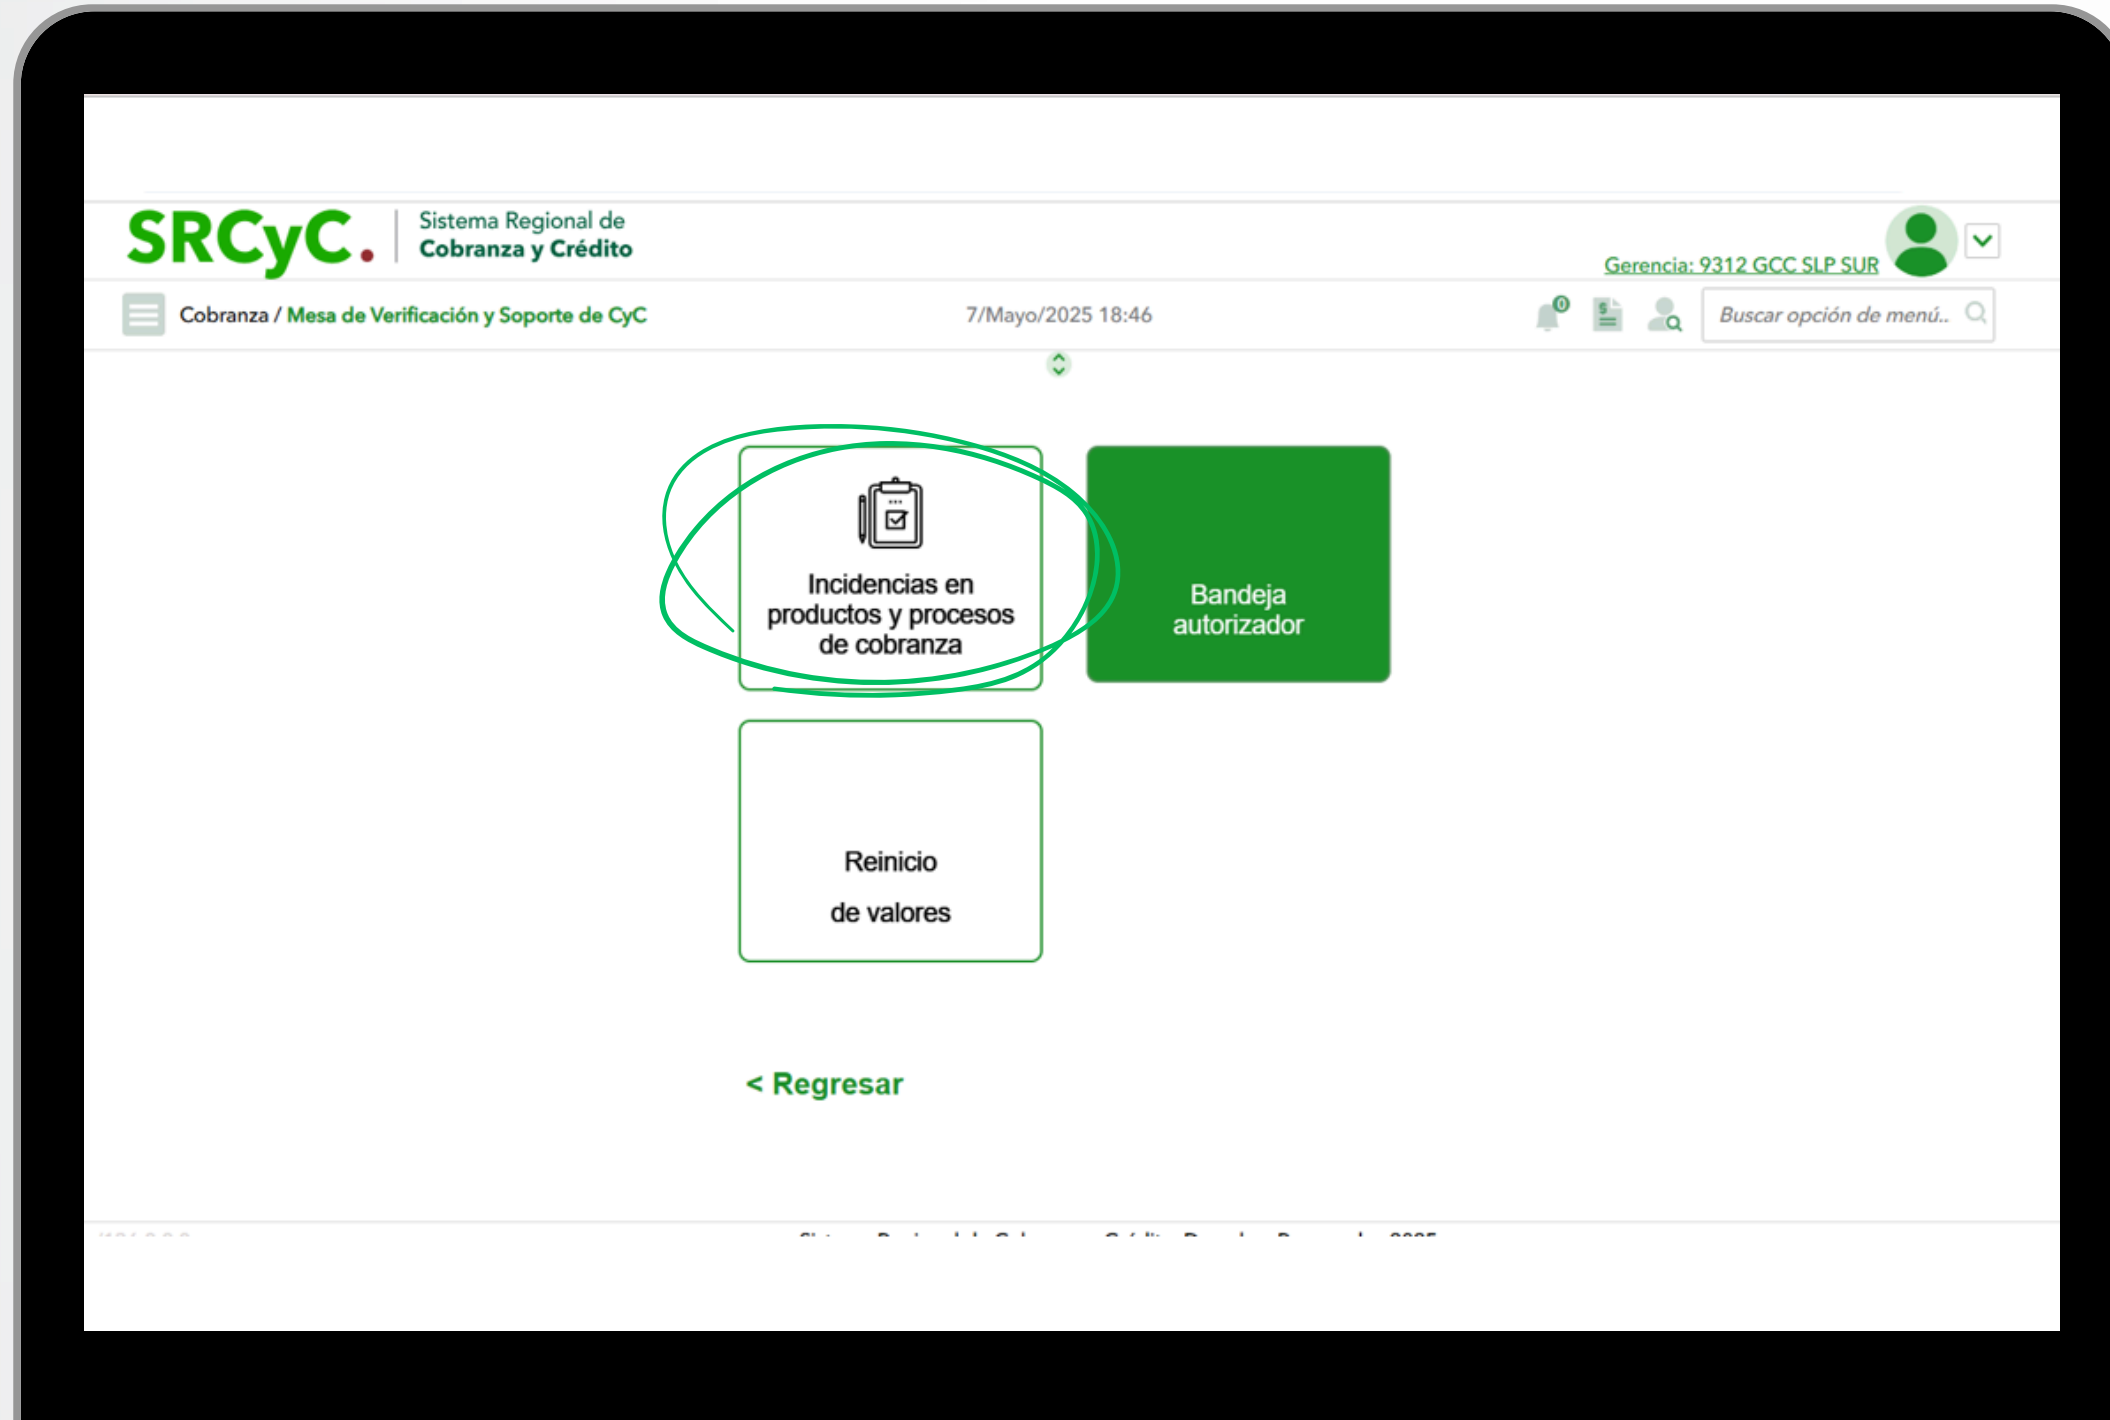 SRCyC.
Sistema Regional de
Cobranza y Crédito
Gerencia: 9312 GCC SLP SUR
Cobranza / Mesa de Verificación y Soporte de CyC
7/Mayo/2025 18:46
0
Buscar opción de menú..
Incidencias en
productos y procesos
de cobranza
Bandeja
autorizador
Reinicio
de valores
< Regresar